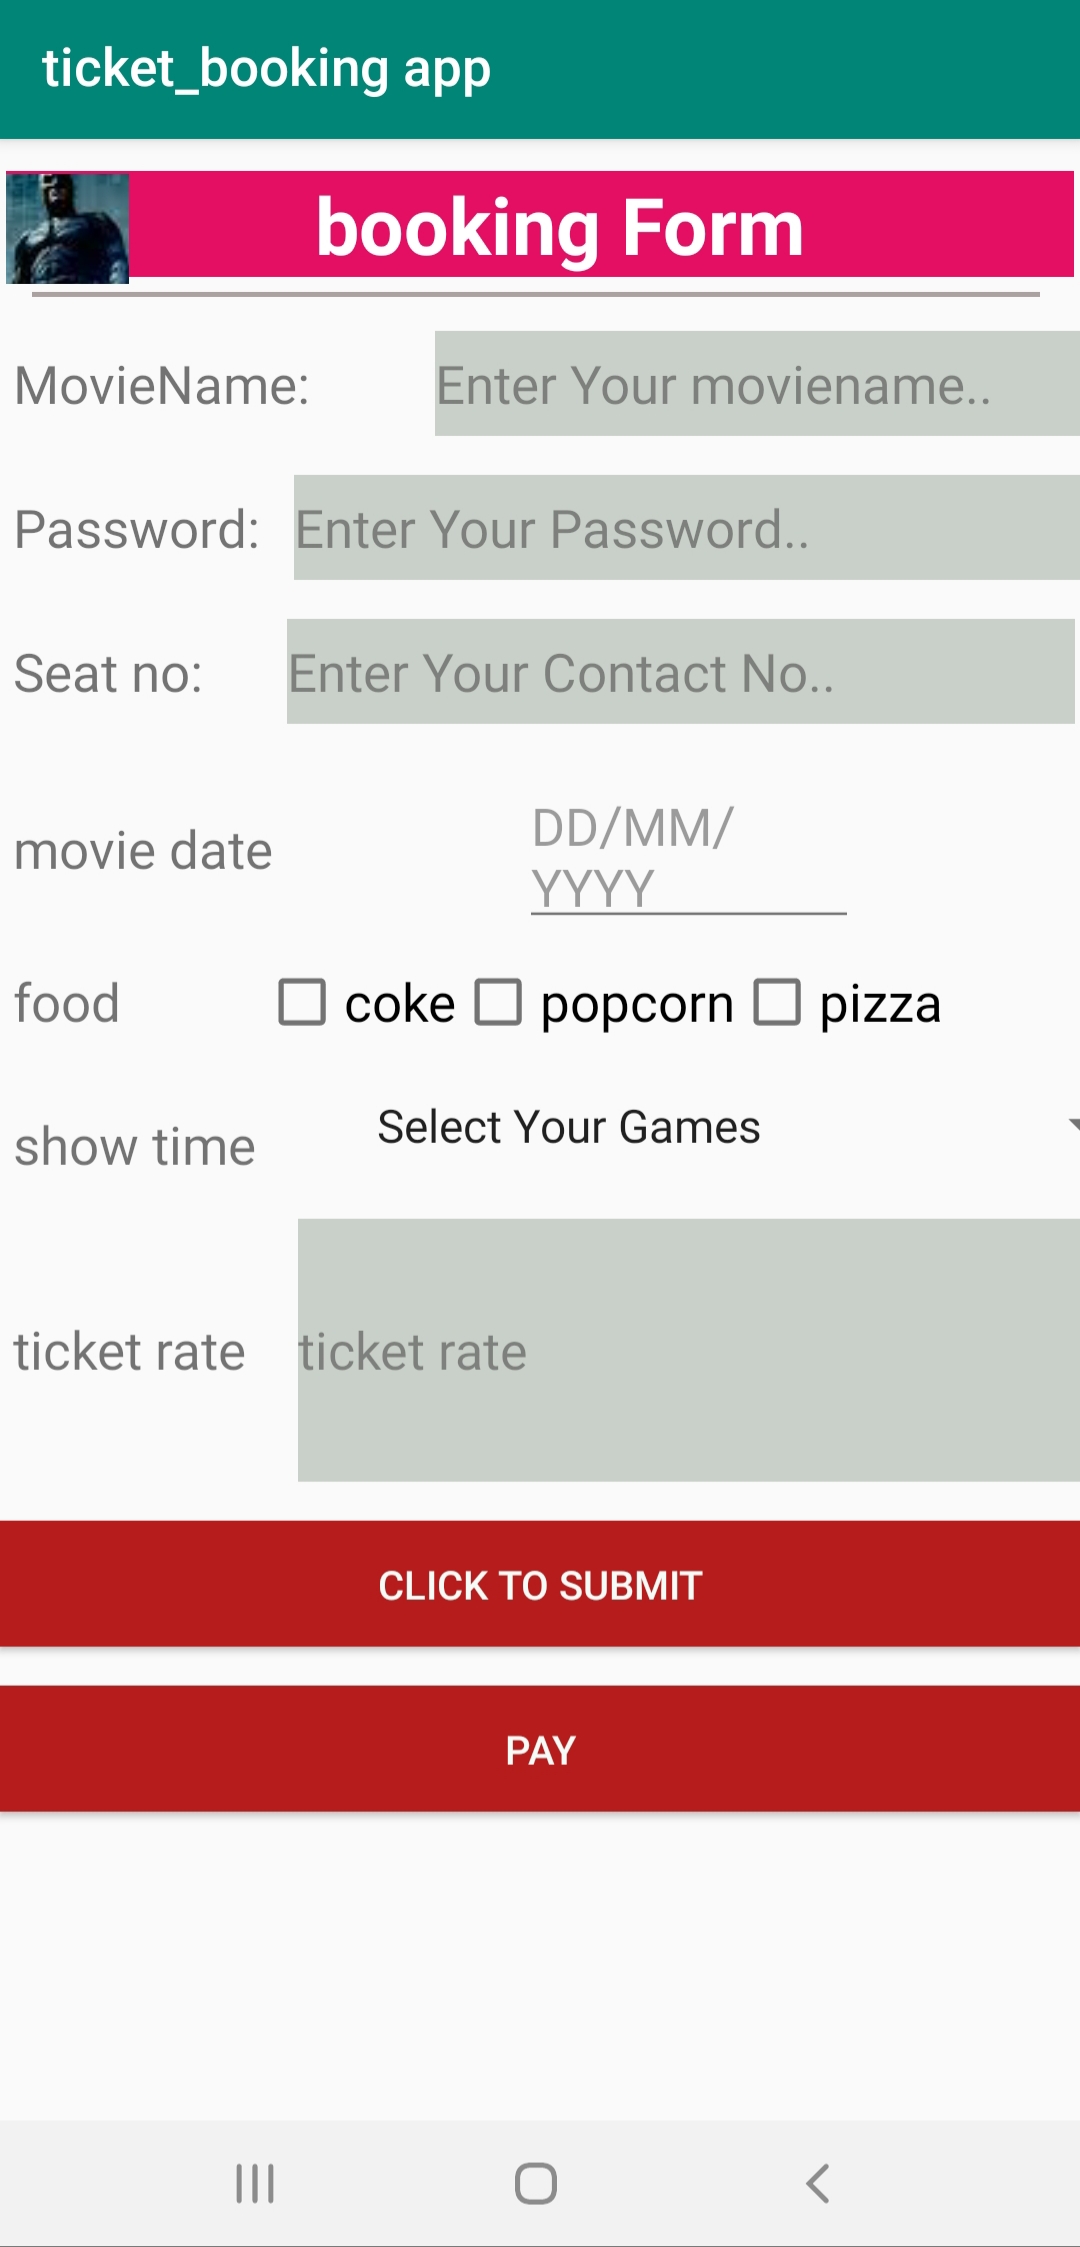 ticket_booking app
booking Form
MovieName: Enter Your moviename..
Password: Enter Your Password..
Seat no: Enter Your Contact No..
movie date DD/MM/
YYYY
food coke popcorn pizza
show time Select Your Games
ticket rate ticket rate
CLICK TO SUBMIT
PAY